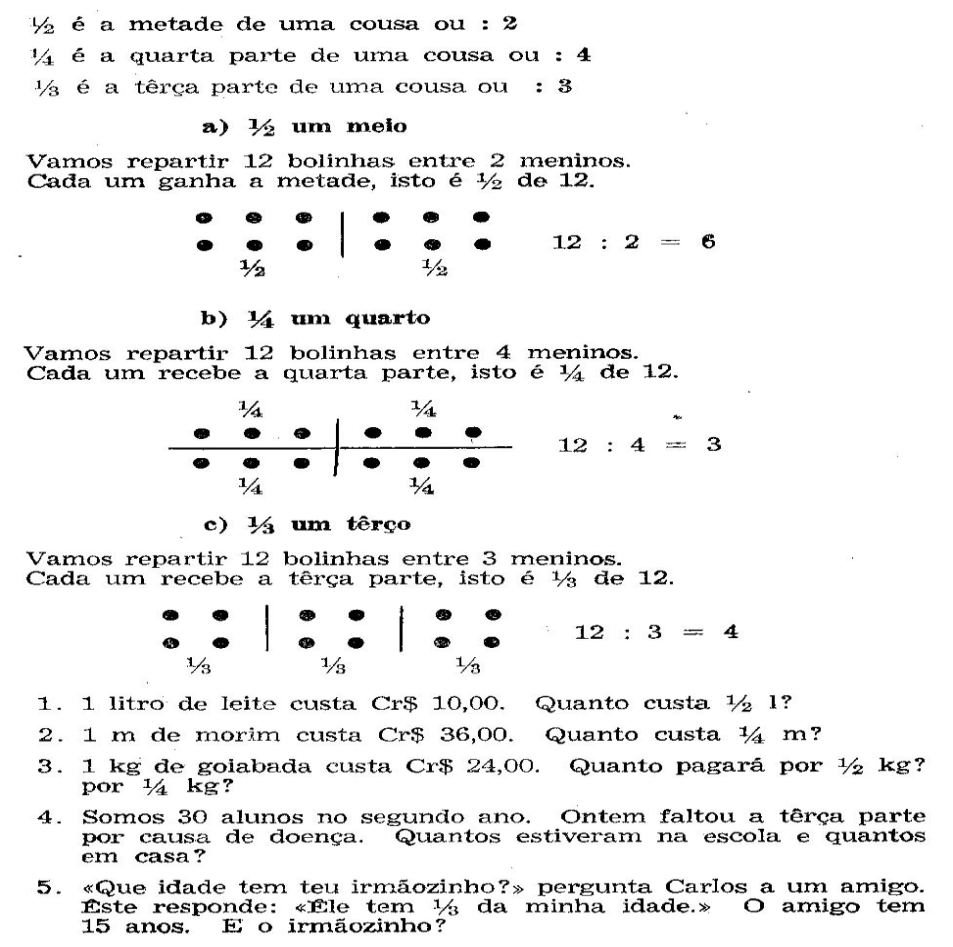 ½ é a metade de uma cousa ou : 2
¼ é a quarta parte de uma cousa ou : 4
⅓ é a têrça parte de uma cousa ou : 3
a) ½ um meio
Vamos repartir 12 bolinhas entre 2 meninos.
Cada um ganha a metade, isto é ½ de 12.
12 : 2 = 6
½ ½
b) ¼ um quarto
Vamos repartir 12 bolinhas entre 4 meninos.
Cada um recebe a quarta parte, isto é ¼ de 12.
¼ ¼
12 : 4 = 3
¼ ¼
c) ⅓ um têrço
Vamos repartir 12 bolinhas entre 3 meninos.
Cada um recebe a têrça parte, isto é ⅓ de 12.
12 : 3 = 4
⅓ ⅓ ⅓
1. 1 litro de leite custa Cr$ 10,00. Quanto custa ½ l?
2. 1 m de morim custa Cr$ 36,00. Quanto custa ¼ m?
3. 1 kg de goiabada custa Cr$ 24,00. Quanto pagará por ½ kg?
por ¼ kg?
4. Somos 30 alunos no segundo ano. Ontem faltou a têrça parte
por causa de doença. Quantos estiveram na escola e quantos
em casa?
5. «Que idade tem teu irmãozinho?» pergunta Carlos a um amigo.
Êste responde: «Êle tem ⅓ da minha idade.» O amigo tem
15 anos. E o irmãozinho?